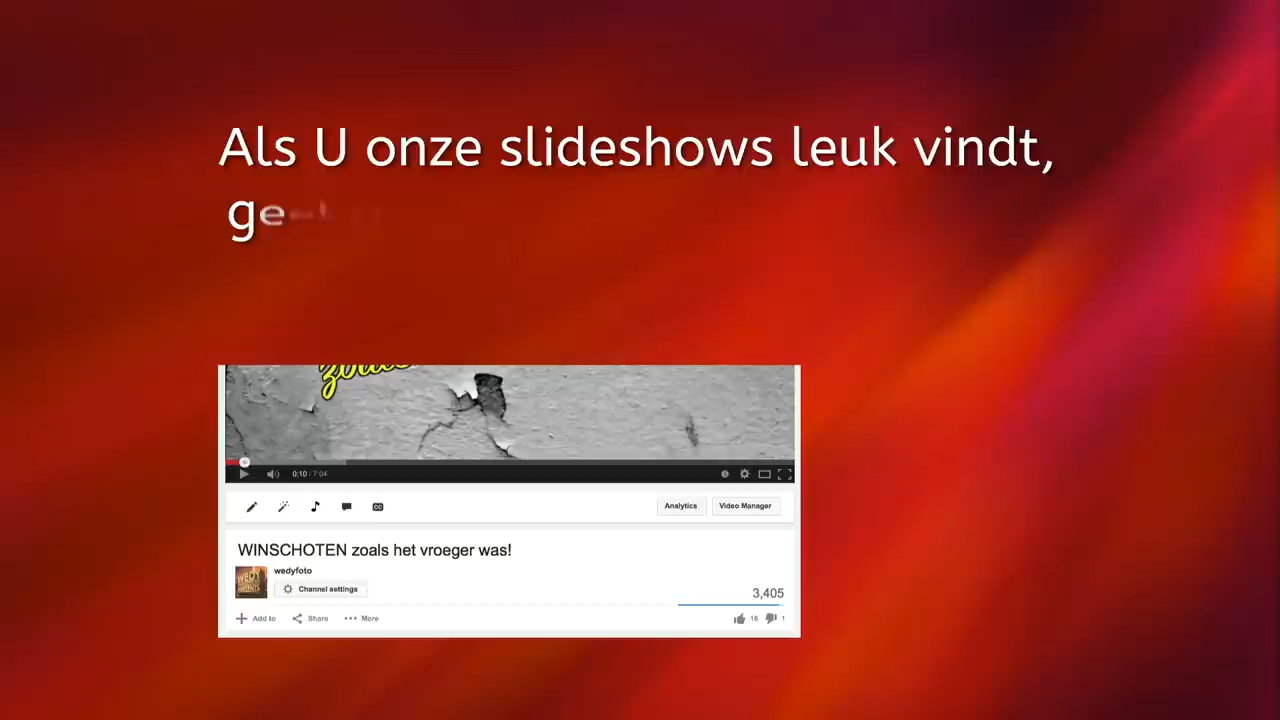 Als U onze slideshows leuk vindt,
0:10 / 7:04
Analytics
Video Manager
WINSCHOTEN zoals het vroeger was!
wedyfoto
Channel settings
3,405
Add to
Share
More
16
1